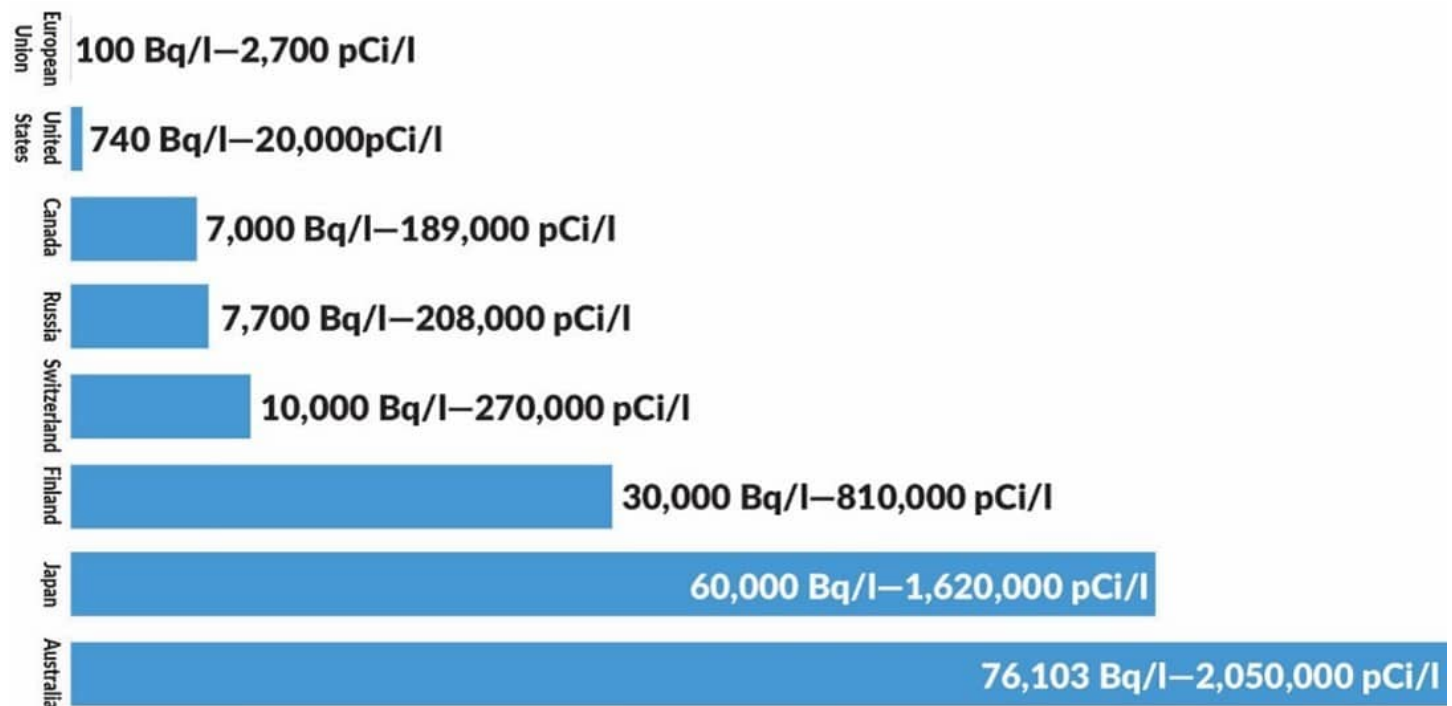 European
Union
100 Bq/l—2,700 pCi/l
United
States
740 Bq/l—20,000pCi/l
Canada
7,000 Bq/l—189,000 pCi/l
Russia
7,700 Bq/l—208,000 pCi/l
Switzerland
10,000 Bq/l—270,000 pCi/l
Finland
30,000 Bq/l—810,000 pCi/l
Japan
60,000 Bq/l—1,620,000 pCi/l
Australia
76,103 Bq/l—2,050,000 pCi/l